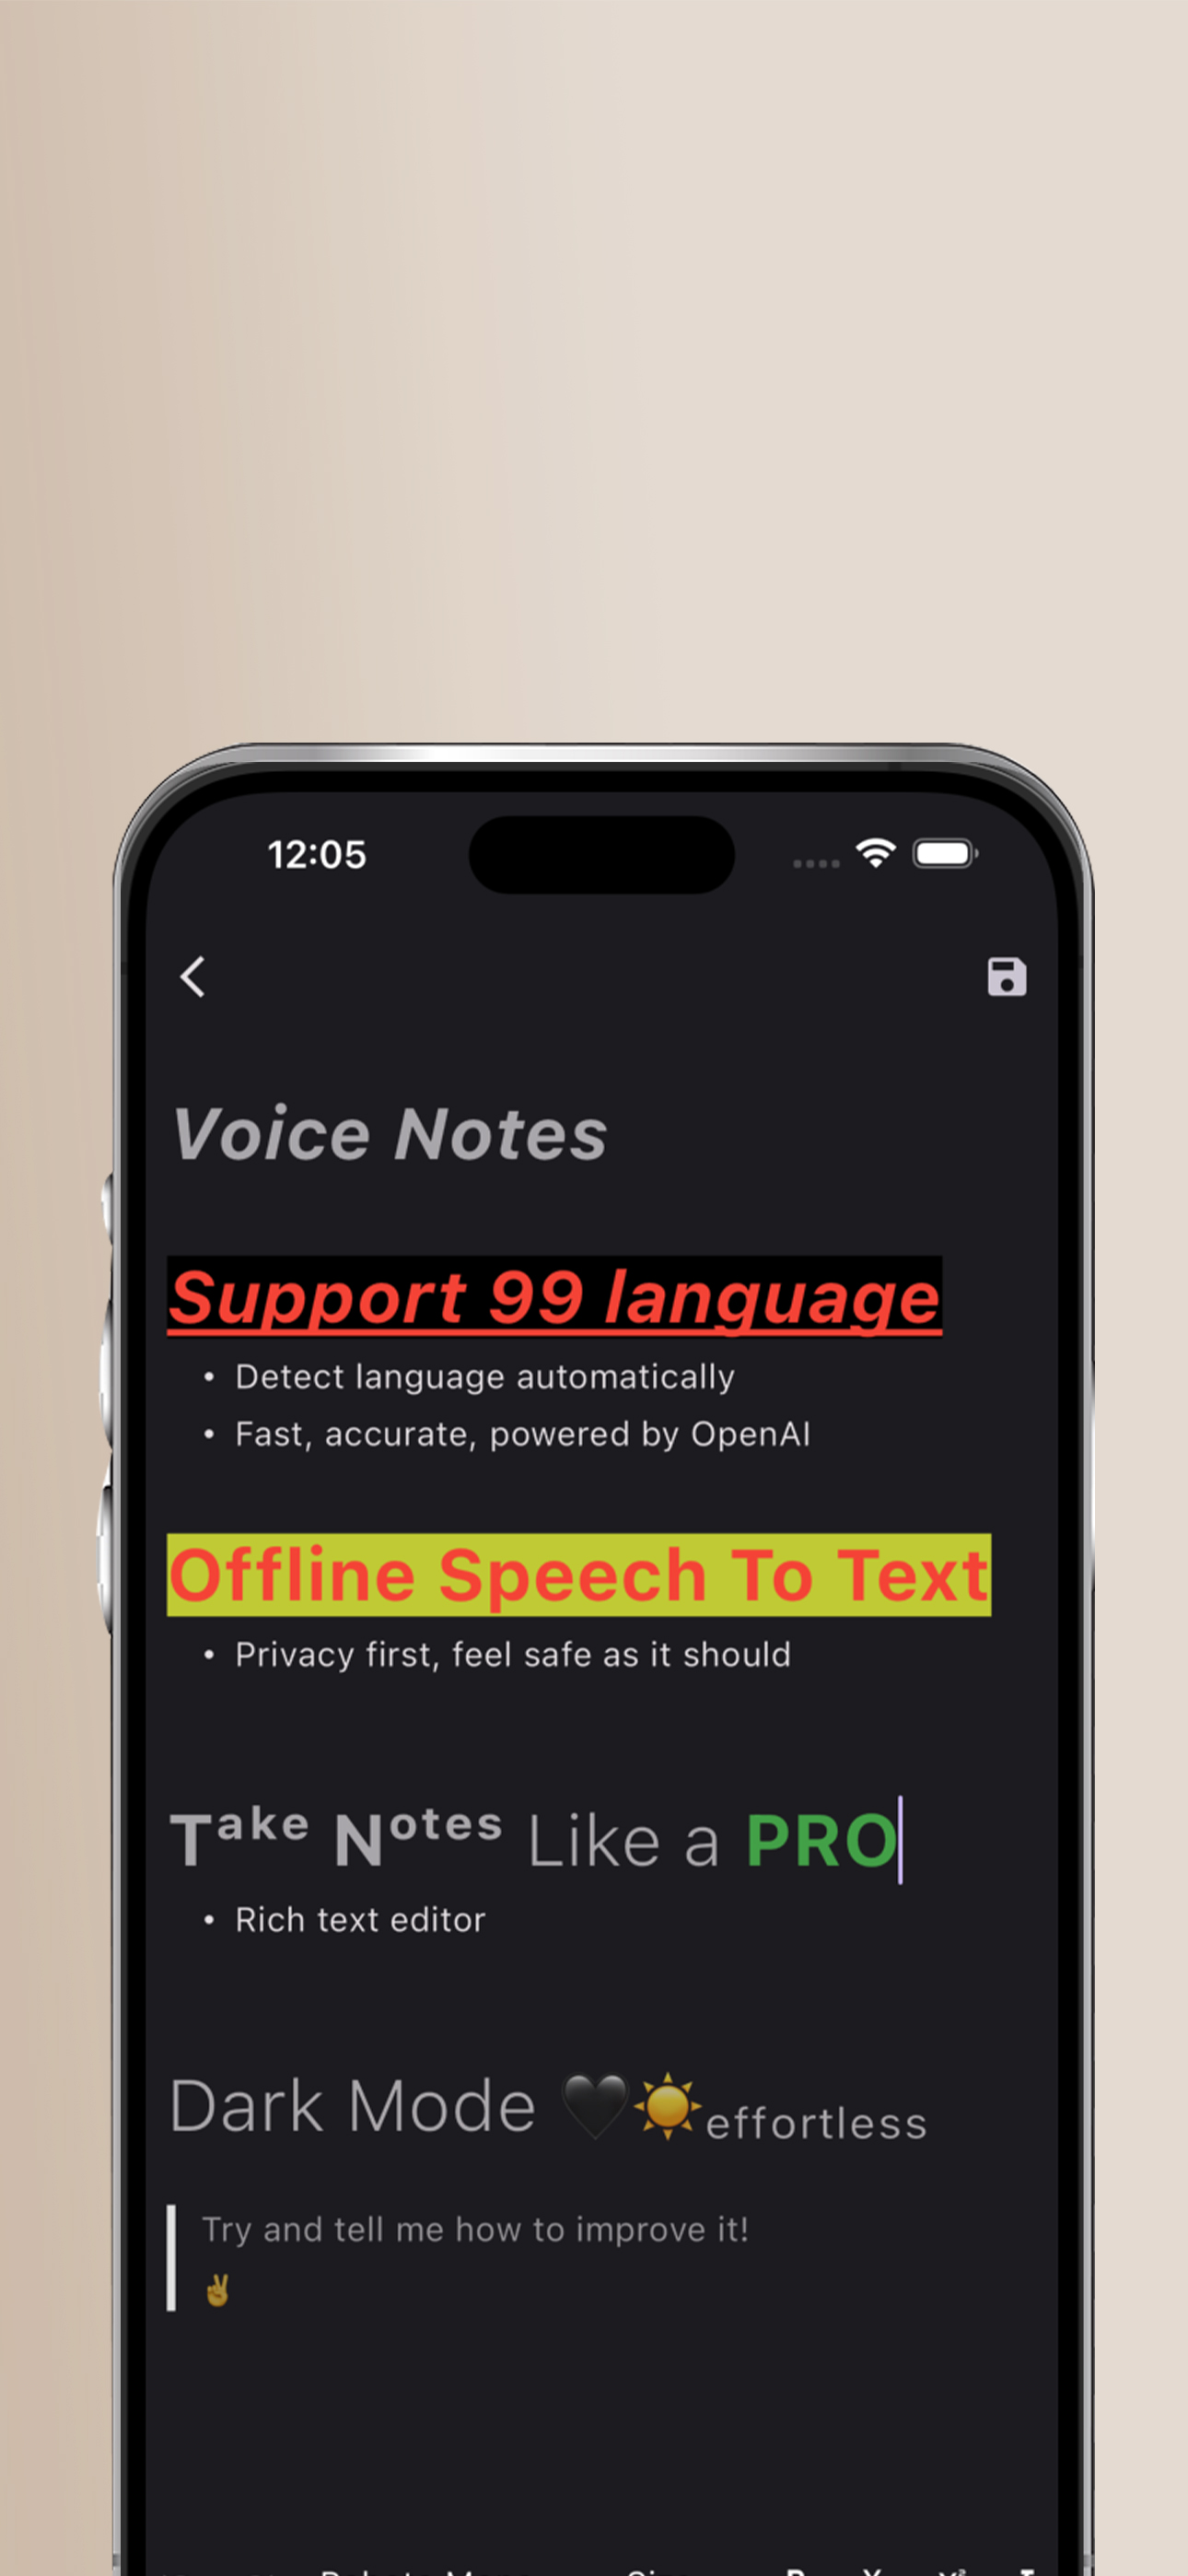 12:05
Voice Notes
Support 99 language
• Detect language automatically
• Fast, accurate, powered by OpenAI
Offline Speech To Text
• Privacy first, feel safe as it should
Take Notes Like a PRO
• Rich text editor
Dark Mode 🖤☀️effortless
Try and tell me how to improve it!
✌️